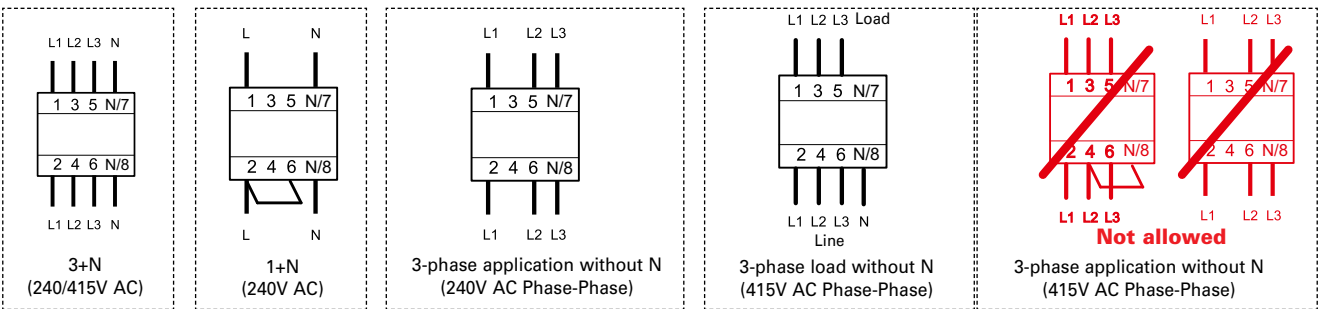 L1 L2 L3 N
1 3 5 N/7
2 4 6 N/8
L1 L2 L3 N
3+N
(240/415V AC)
L N
1 3 5 N/7
2 4 6 N/8
L N
1+N
(240V AC)
L1 L2 L3
1 3 5 N/7
2 4 6 N/8
L1 L2 L3
3-phase application without N
(240V AC Phase-Phase)
L1 L2 L3 Load
1 3 5 N/7
2 4 6 N/8
L1 L2 L3 N
Line
3-phase load without N
(415V AC Phase-Phase)
L1 L2 L3
1 3 5 N/7
2 4 6 N/8
L1 L2 L3
L1 L2 L3
1 3 5 N/7
2 4 6 N/8
L1 L2 L3
Not allowed
3-phase application without N
(415V AC Phase-Phase)